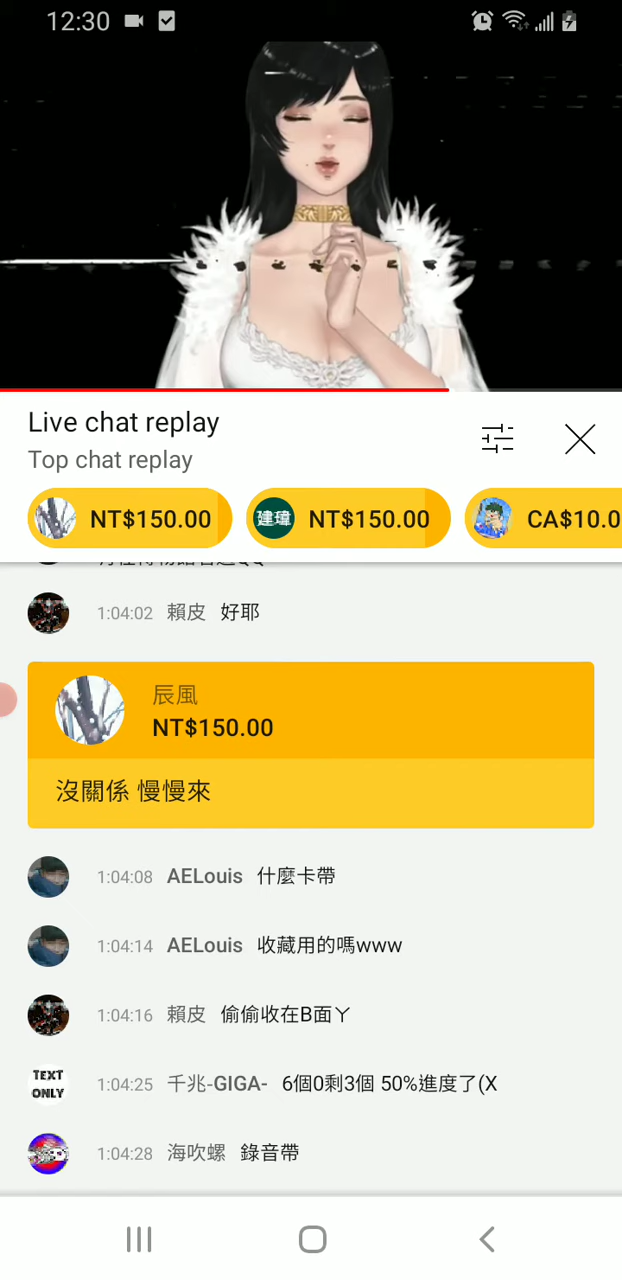 12:30
Live chat replay
Top chat replay
NT$150.00
建瑋 NT$150.00
CA$10.0
1:04:02 賴皮 好耶
辰風
NT$150.00
沒關係 慢慢來
1:04:08 AELouis 什麼卡帶
1:04:14 AELouis 收藏用的嗎www
1:04:16 賴皮 偷偷收在B面ㄚ
TEXT ONLY 1:04:25 千兆-GIGA- 6個0剩3個 50%進度了(X
1:04:28 海吹螺 錄音帶